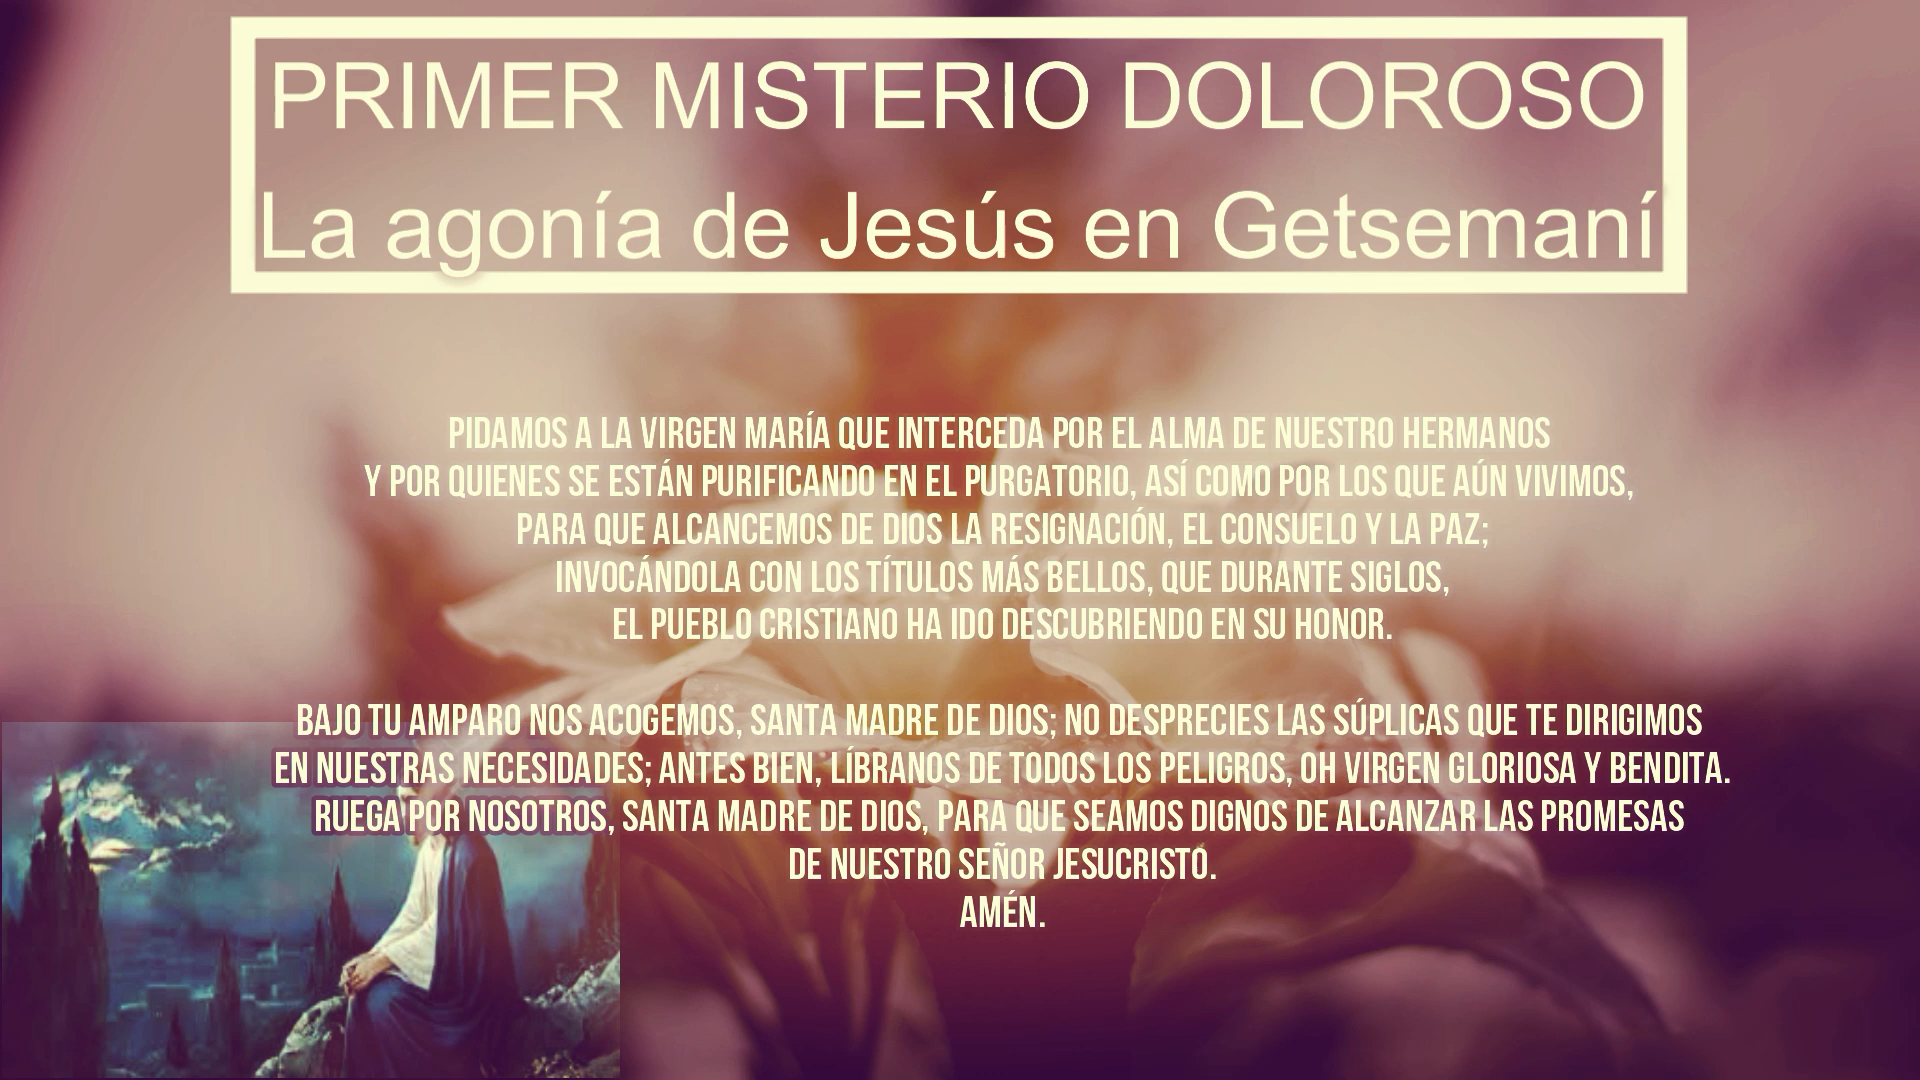 PRIMER MISTERIO DOLOROSO
La agonía de Jesús en Getsemaní
PIDAMOS A LA VIRGEN MARÍA QUE INTERCEDA POR EL ALMA DE NUESTRO HERMANOS
Y POR QUIENES SE ESTÁN PURIFICANDO EN EL PURGATORIO, ASÍ COMO POR LOS QUE AÚN VIVIMOS,
PARA QUE ALCANCEMOS DE DIOS LA RESIGNACIÓN, EL CONSUELO Y LA PAZ;
INVOCÁNDOLA CON LOS TÍTULOS MÁS BELLOS, QUE DURANTE SIGLOS,
EL PUEBLO CRISTIANO HA IDO DESCUBRIENDO EN SU HONOR.
BAJO TU AMPARO NOS ACOGEMOS, SANTA MADRE DE DIOS; NO DESPRECIES LAS SÚPLICAS QUE TE DIRIGIMOS
EN NUESTRAS NECESIDADES; ANTES BIEN, LÍBRANOS DE TODOS LOS PELIGROS, OH VIRGEN GLORIOSA Y BENDITA.
RUEGA POR NOSOTROS, SANTA MADRE DE DIOS, PARA QUE SEAMOS DIGNOS DE ALCANZAR LAS PROMESAS
DE NUESTRO SEÑOR JESUCRISTO.
AMÉN.